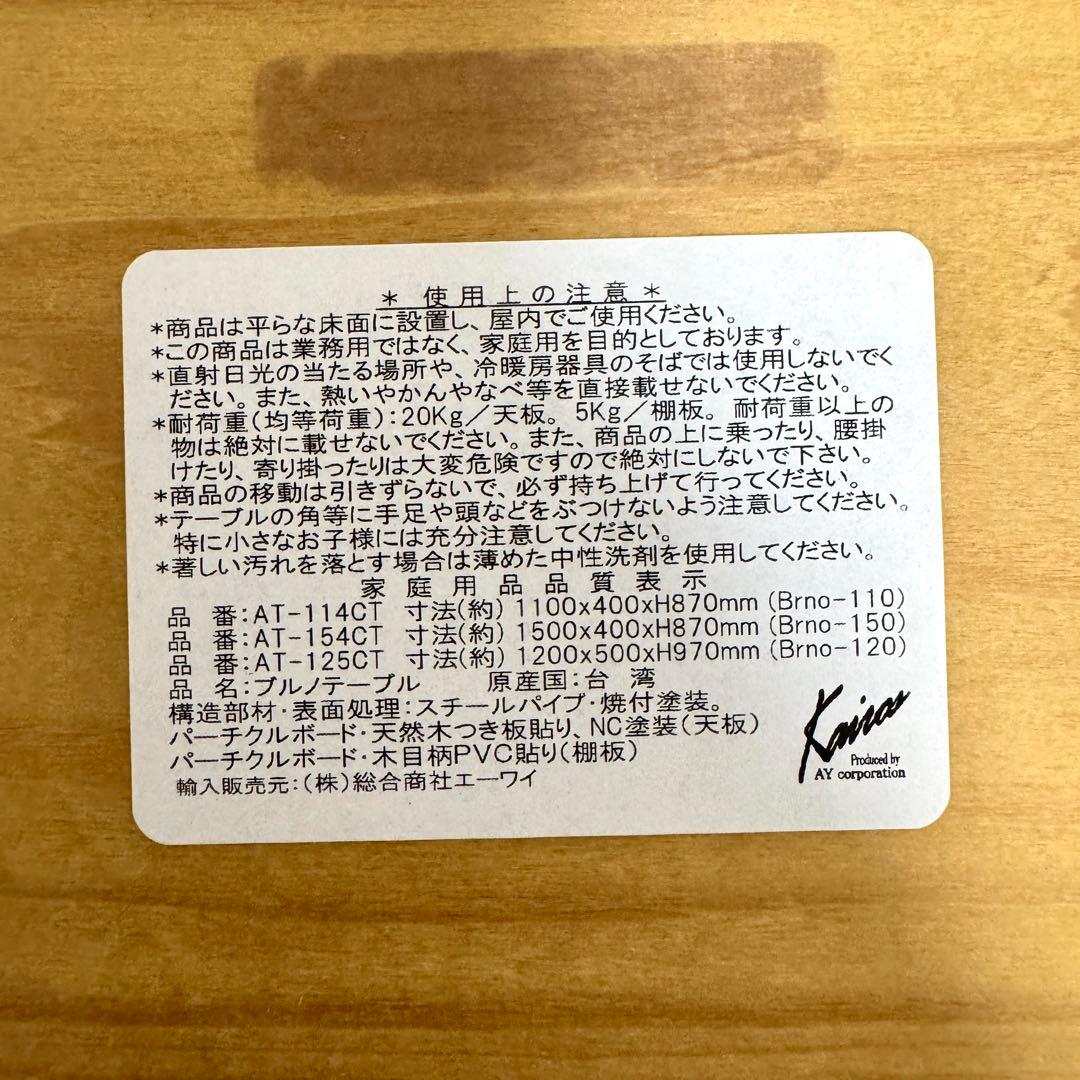 ＊ 使用上の注意 ＊
＊商品は平らな床面に設置し、屋内でご使用ください。
＊この商品は業務用ではなく、家庭用を目的としております。
＊直射日光の当たる場所や、冷暖房器具のそばでは使用しないでく
ださい。また、熱いやかんやなべ等を直接載せないでください。
＊耐荷重（均等荷重）：20Kg／天板。 5Kg／棚板。 耐荷重以上の
物は絶対に載せないでください。また、商品の上に乗ったり、腰掛
けたり、寄り掛ったりは大変危険ですので絶対にしないで下さい。
＊商品の移動は引きずらないで、必ず持ち上げて行ってください。
＊テーブルの角等に手足や頭などをぶつけないよう注意してください。
特に小さなお子様には充分注意してください。
＊著しい汚れを落とす場合は薄めた中性洗剤を使用してください。
家庭用品品質表示
品 番：AT-114CT 寸法(約) 1100x400xH870mm (Brno-110)
品 番：AT-154CT 寸法(約) 1500x400xH870mm (Brno-150)
品 番：AT-125CT 寸法(約) 1200x500xH970mm (Brno-120)
品 名：ブルノテーブル 原産国：台 湾
構造部材・表面処理：スチールパイプ・焼付塗装。
パーチクルボード・天然木つき板貼り、NC塗装（天板）
パーチクルボード・木目柄PVC貼り（棚板）
輸入販売元：（株）総合商社エーワイ
Kairos
Produced by
AY corporation